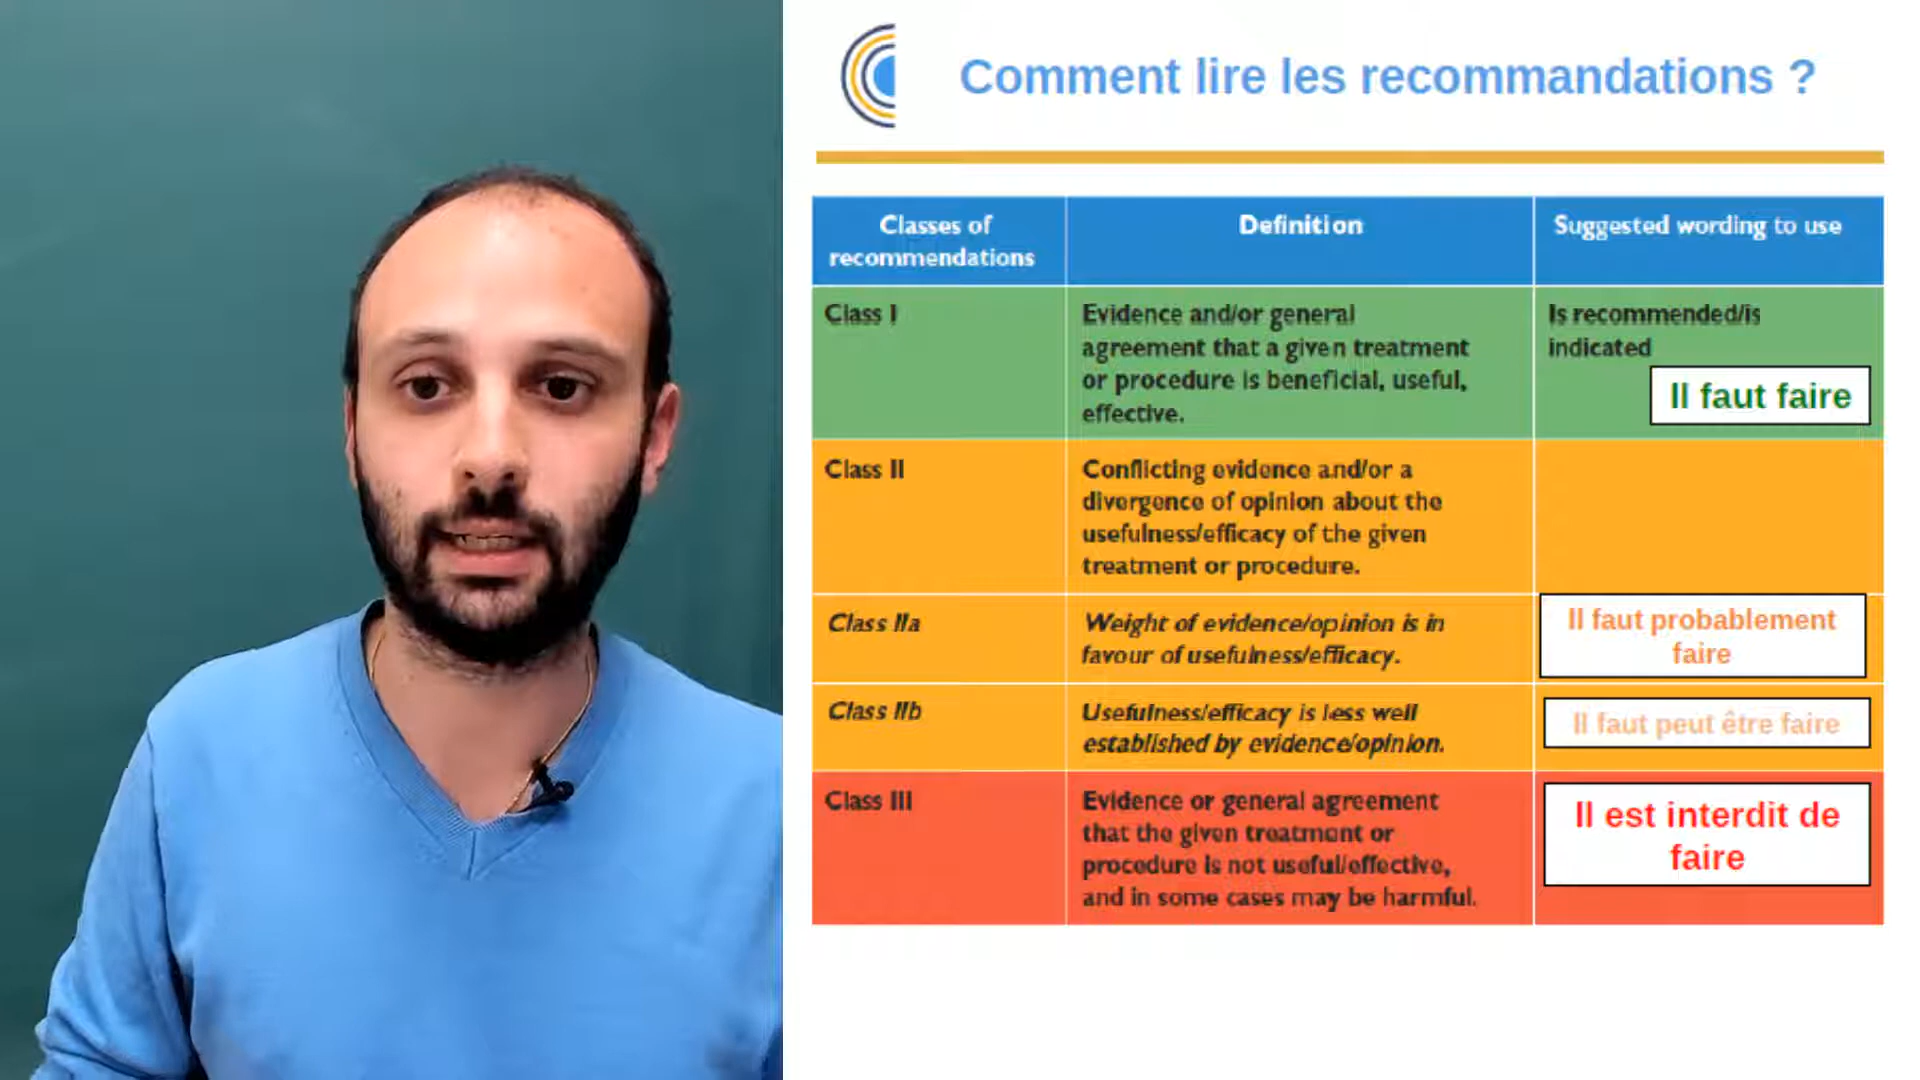 Comment lire les recommandations ?
Classes of
recommendations
Definition
Suggested wording to use
Class I
Evidence and/or general
agreement that a given treatment
or procedure is beneficial, useful,
effective.
Is recommended/is
indicated
Il faut faire
Class II
Conflicting evidence and/or a
divergence of opinion about the
usefulness/efficacy of the given
treatment or procedure.
Class IIa
Weight of evidence/opinion is in
favour of usefulness/efficacy.
Il faut probablement
faire
Class IIb
Usefulness/efficacy is less well
established by evidence/opinion.
Il faut peut être faire
Class III
Evidence or general agreement
that the given treatment or
procedure is not useful/effective,
and in some cases may be harmful.
Il est interdit de
faire